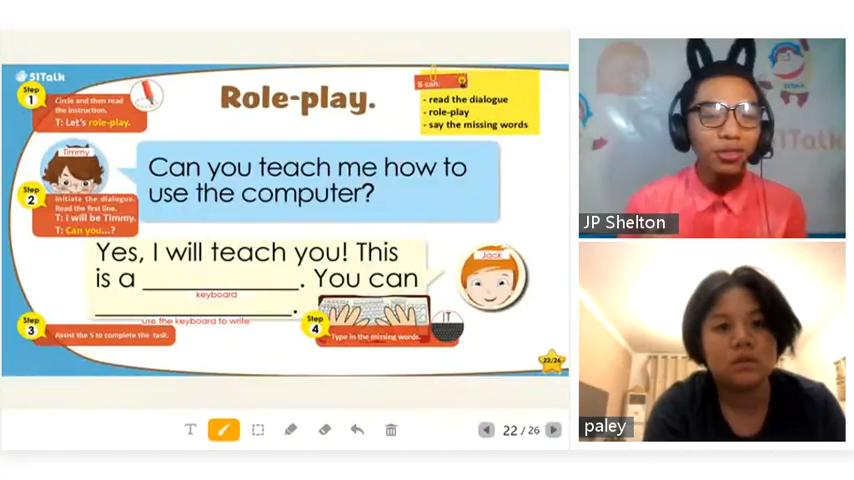 51Talk
Step
1
Circle and then read
the instruction.
T: Let's role-play.
Role-play.
S can:
- read the dialogue
- role-play
- say the missing words
Timmy
Can you teach me how to
use the computer?
Step
2
Initiate the dialogue.
Read the first line.
T: I will be Timmy.
T: Can you...?
Yes, I will teach you! This
is a ______________. You can
keyboard
_________________.
use the keyboard to write
Jack
Step
3
Assist the S to complete the task.
Step
4
Type in the missing words.
IT
22/26
T
22 / 26
51Talk
JP Shelton
paley